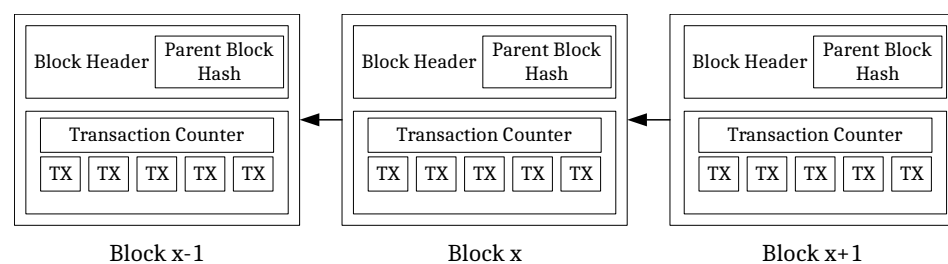 Block Header
Parent Block
Hash
Transaction Counter
TX TX TX TX TX
Block x-1
Block Header
Parent Block
Hash
Transaction Counter
TX TX TX TX TX
Block x
Block Header
Parent Block
Hash
Transaction Counter
TX TX TX TX TX
Block x+1